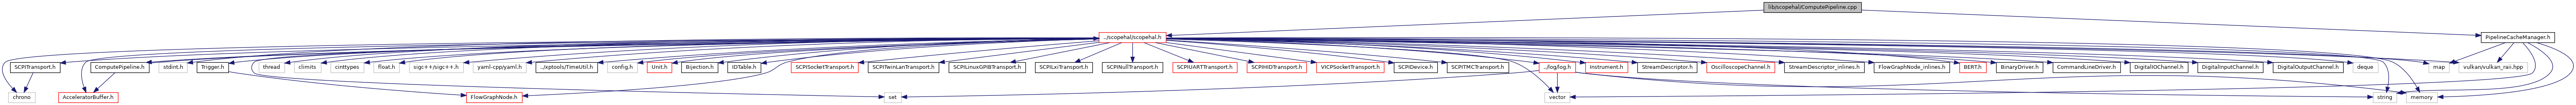 lib/scopehal/ComputePipeline.cpp
../scopehal/scopehal.h
PipelineCacheManager.h
SCPITransport.h
ComputePipeline.h
stdint.h
Trigger.h
thread
climits
cinttypes
float.h
sigc++/sigc++.h
yaml-cpp/yaml.h
../xptools/TimeUtil.h
config.h
Unit.h
Bijection.h
IDTable.h
SCPISocketTransport.h
SCPITwinLanTransport.h
SCPILinuxGPIBTransport.h
SCPILxiTransport.h
SCPINullTransport.h
SCPIUARTTransport.h
SCPIHIDTransport.h
VICPSocketTransport.h
SCPIDevice.h
SCPITMCTransport.h
../log/log.h
Instrument.h
StreamDescriptor.h
OscilloscopeChannel.h
StreamDescriptor_inlines.h
FlowGraphNode_inlines.h
BERT.h
BinaryDriver.h
CommandLineDriver.h
DigitalIOChannel.h
DigitalInputChannel.h
DigitalOutputChannel.h
deque
map
vulkan/vulkan_raii.hpp
chrono
AcceleratorBuffer.h
FlowGraphNode.h
set
vector
string
memory